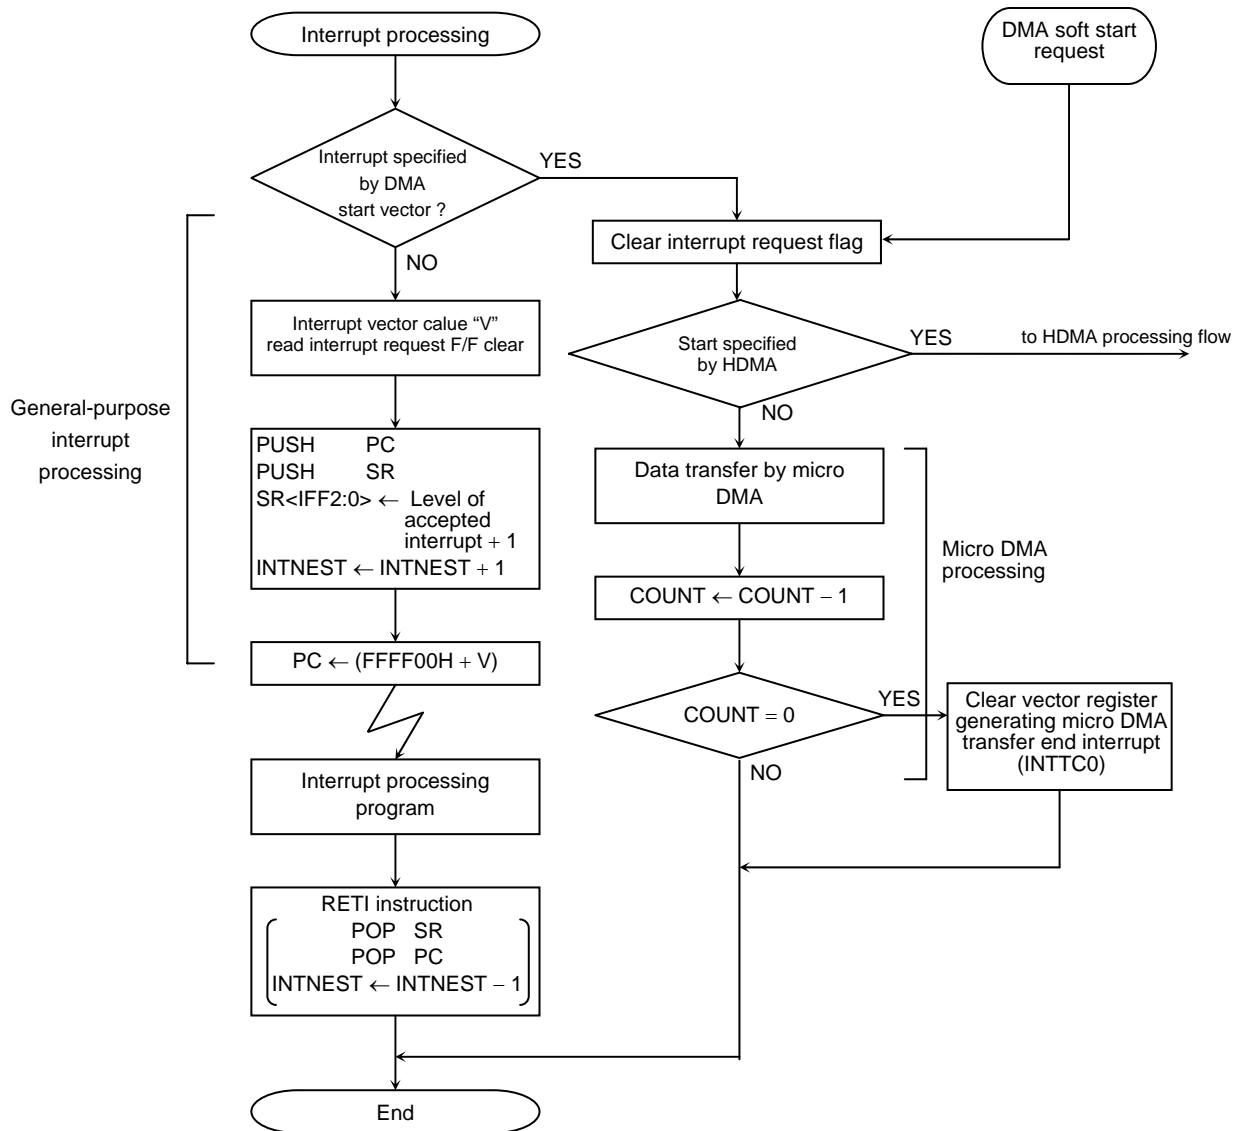 Interrupt processing
DMA soft start
request
Interrupt specified
by DMA
start vector ?
YES
NO
Clear interrupt request flag
Interrupt vector calue “V”
read interrupt request F/F clear
Start specified
by HDMA
YES
to HDMA processing flow
NO
General-purpose
interrupt
processing
PUSH PC
PUSH SR
SR<IFF2:0> ← Level of
accepted
interrupt + 1
INTNEST ← INTNEST + 1
Data transfer by micro
DMA
Micro DMA
processing
COUNT ← COUNT − 1
PC ← (FFFF00H + V)
COUNT = 0
YES
NO
Clear vector register
generating micro DMA
transfer end interrupt
(INTTC0)
Interrupt processing
program
RETI instruction
POP SR
POP PC
INTNEST ← INTNEST − 1
End